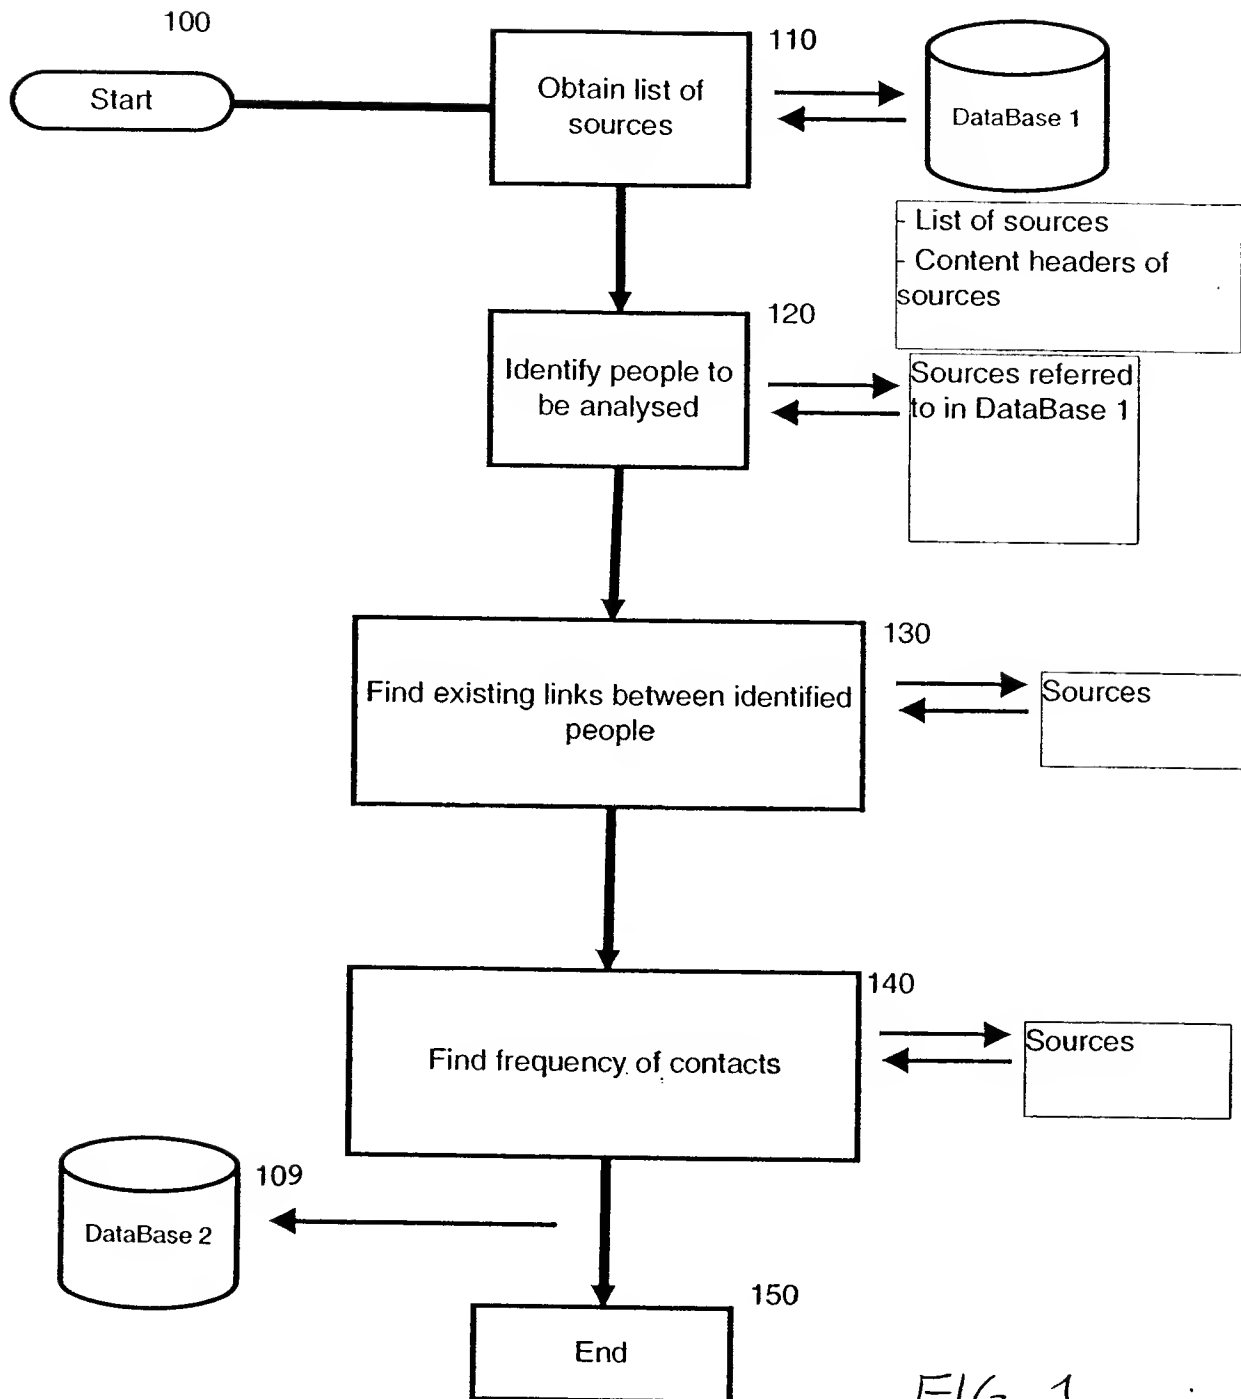 100
Start
110
Obtain list of
sources
DataBase 1
- List of sources
- Content headers of
sources
120
Identify people to
be analysed
Sources referred
to in DataBase 1
130
Find existing links between identified
people
Sources
140
Find frequency of contacts
Sources
109
DataBase 2
150
End
FIG. 1